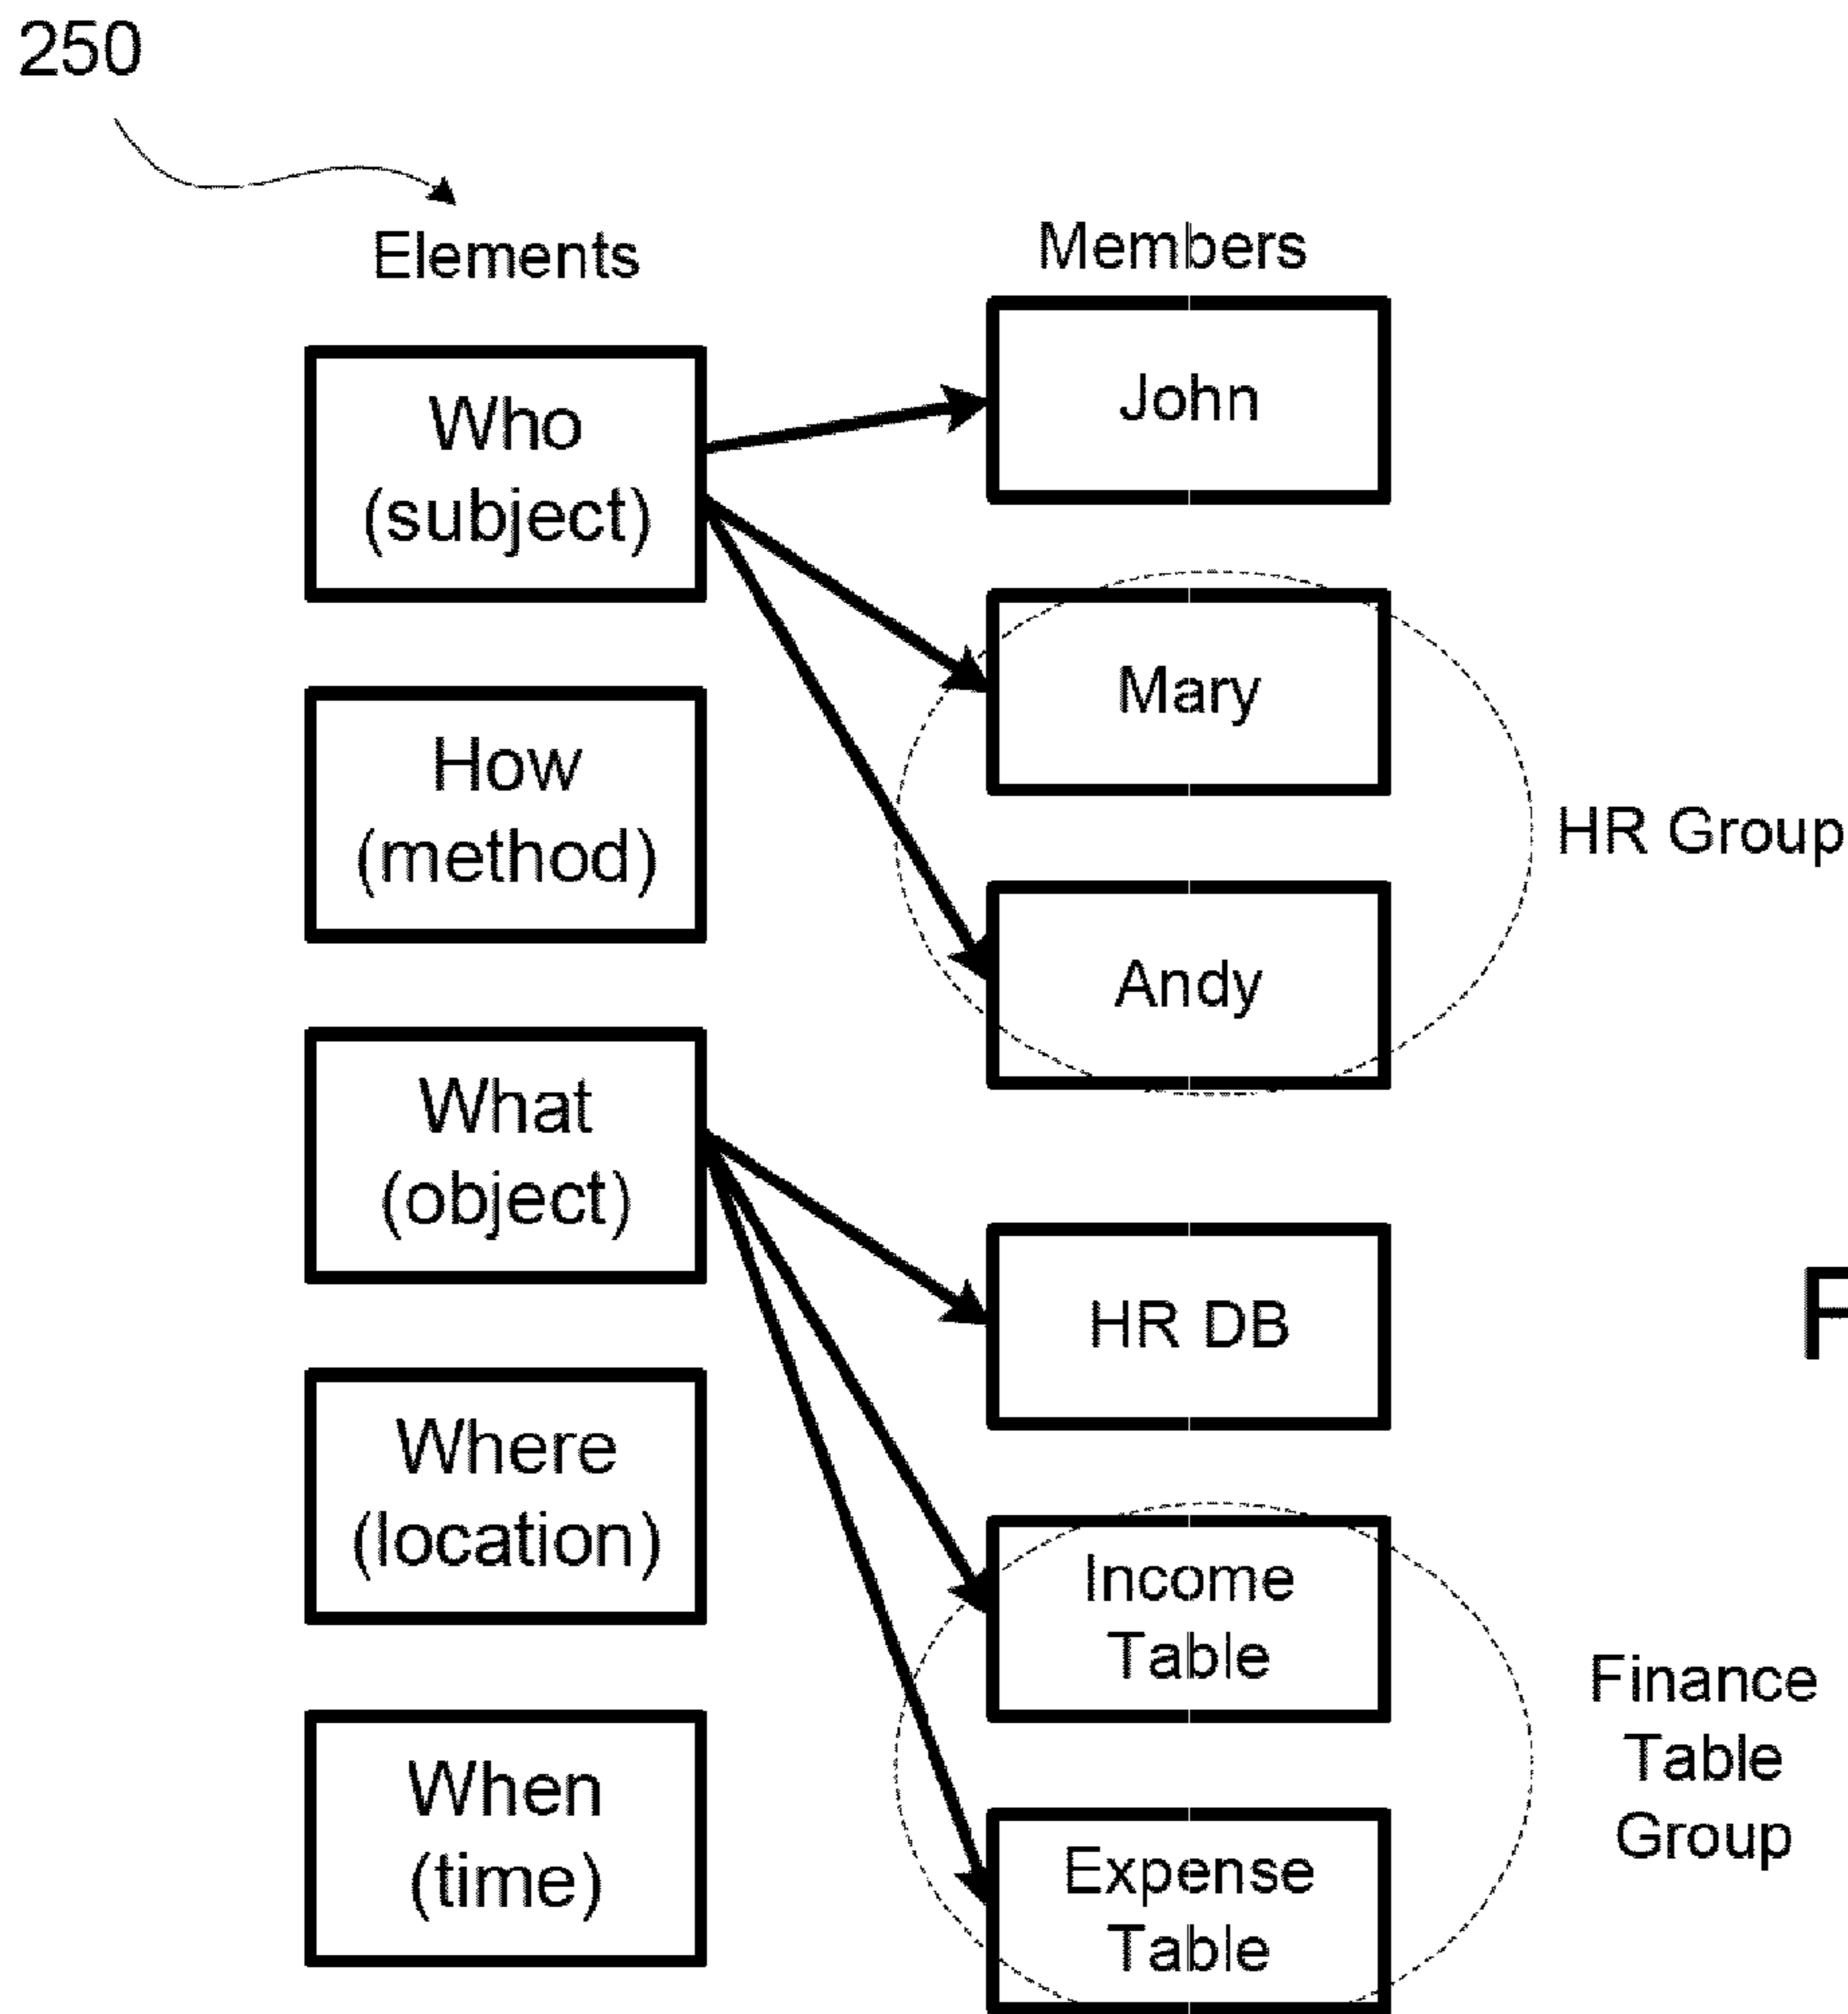 250
Elements
Members
Who
(subject)
John
Mary
How
(method)
HR Group
Andy
What
(object)
HR DB
Where
(location)
Income
Table
Finance
Table
Group
When
(time)
Expense
Table